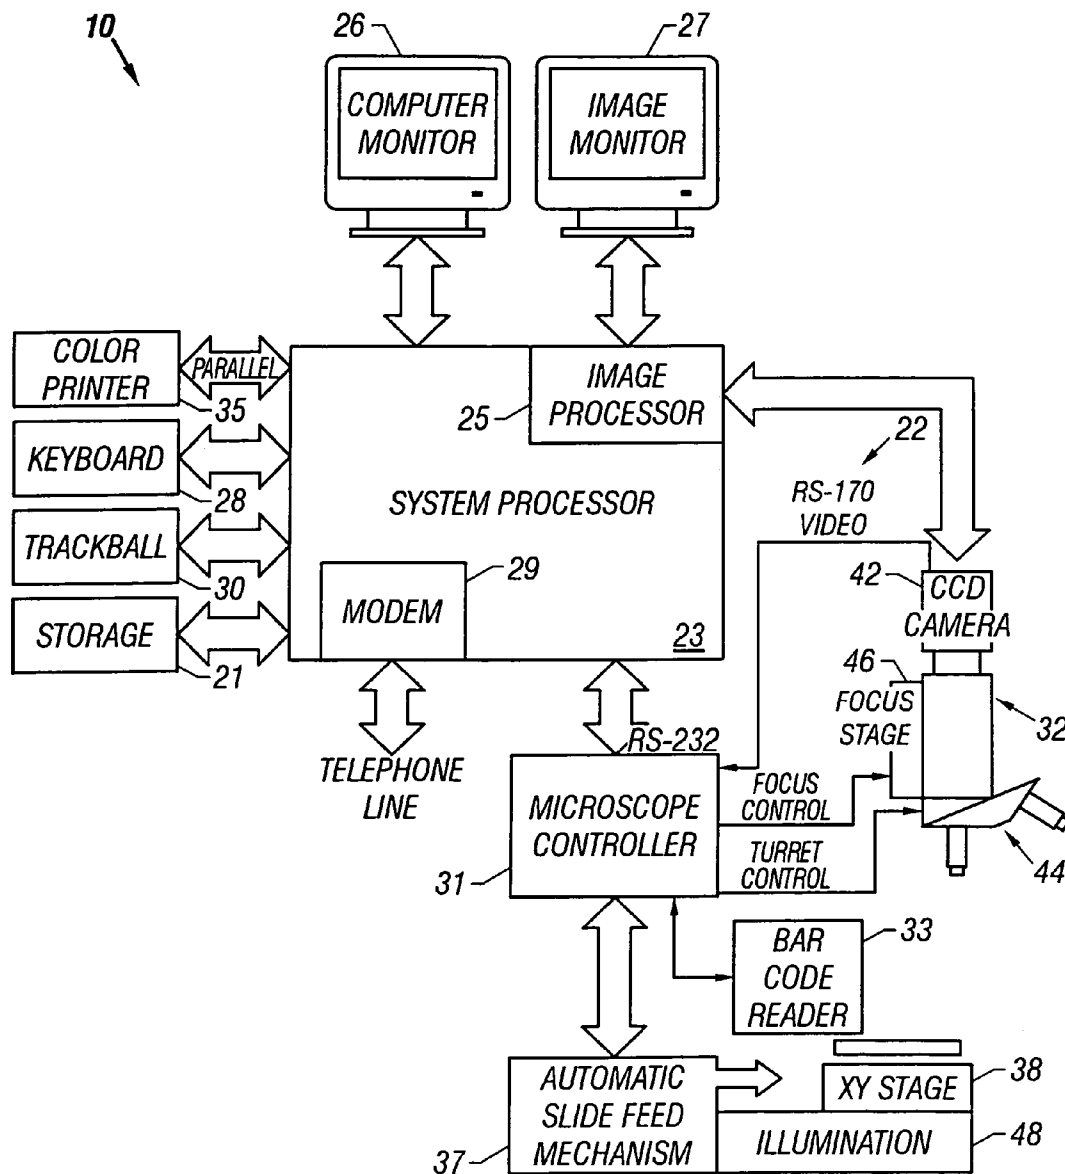 10
26
27
COMPUTER
MONITOR
IMAGE
MONITOR
COLOR
PRINTER
PARALLEL
35
IMAGE
PROCESSOR
25
22
KEYBOARD
28
SYSTEM PROCESSOR
RS-170
VIDEO
TRACKBALL
30
29
42
CCD
CAMERA
STORAGE
21
MODEM
23
46
FOCUS
STAGE
32
RS-232
TELEPHONE
LINE
MICROSCOPE
CONTROLLER
31
FOCUS
CONTROL
TURRET
CONTROL
44
BAR
CODE
READER
33
AUTOMATIC
SLIDE FEED
MECHANISM
37
XY STAGE
38
ILLUMINATION
48